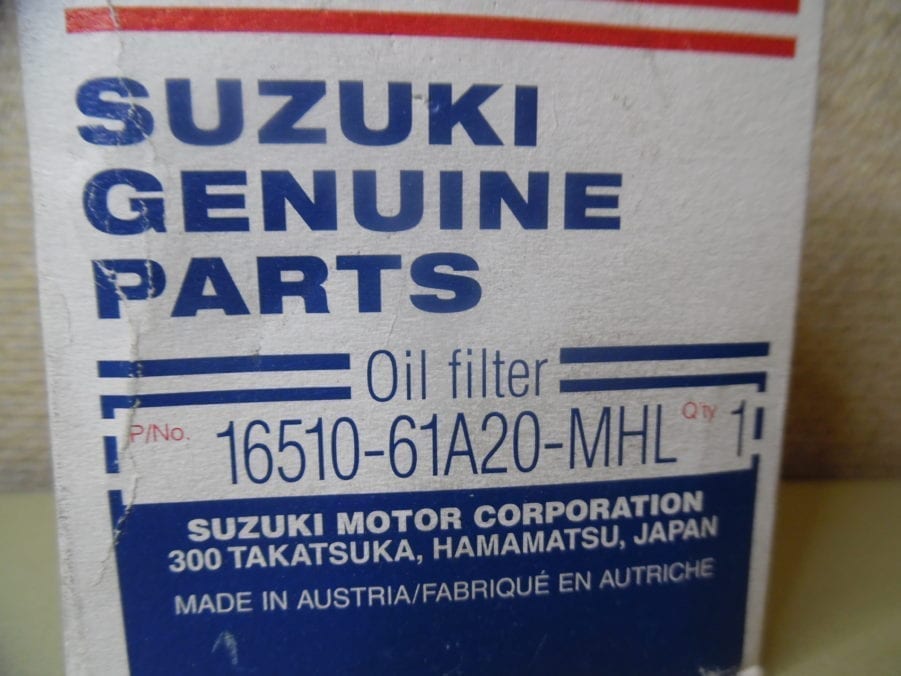 SUZUKI
GENUINE
PARTS
Oil filter
P/No. 16510-61A20-MHL Q'ty 1
SUZUKI MOTOR CORPORATION
300 TAKATSUKA, HAMAMATSU, JAPAN
MADE IN AUSTRIA/FABRIQUÉ EN AUTRICHE